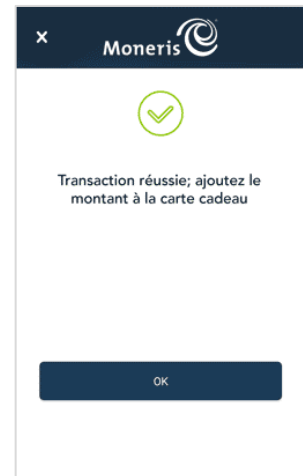 ×
Moneris
Transaction réussie; ajoutez le
montant à la carte cadeau
OK